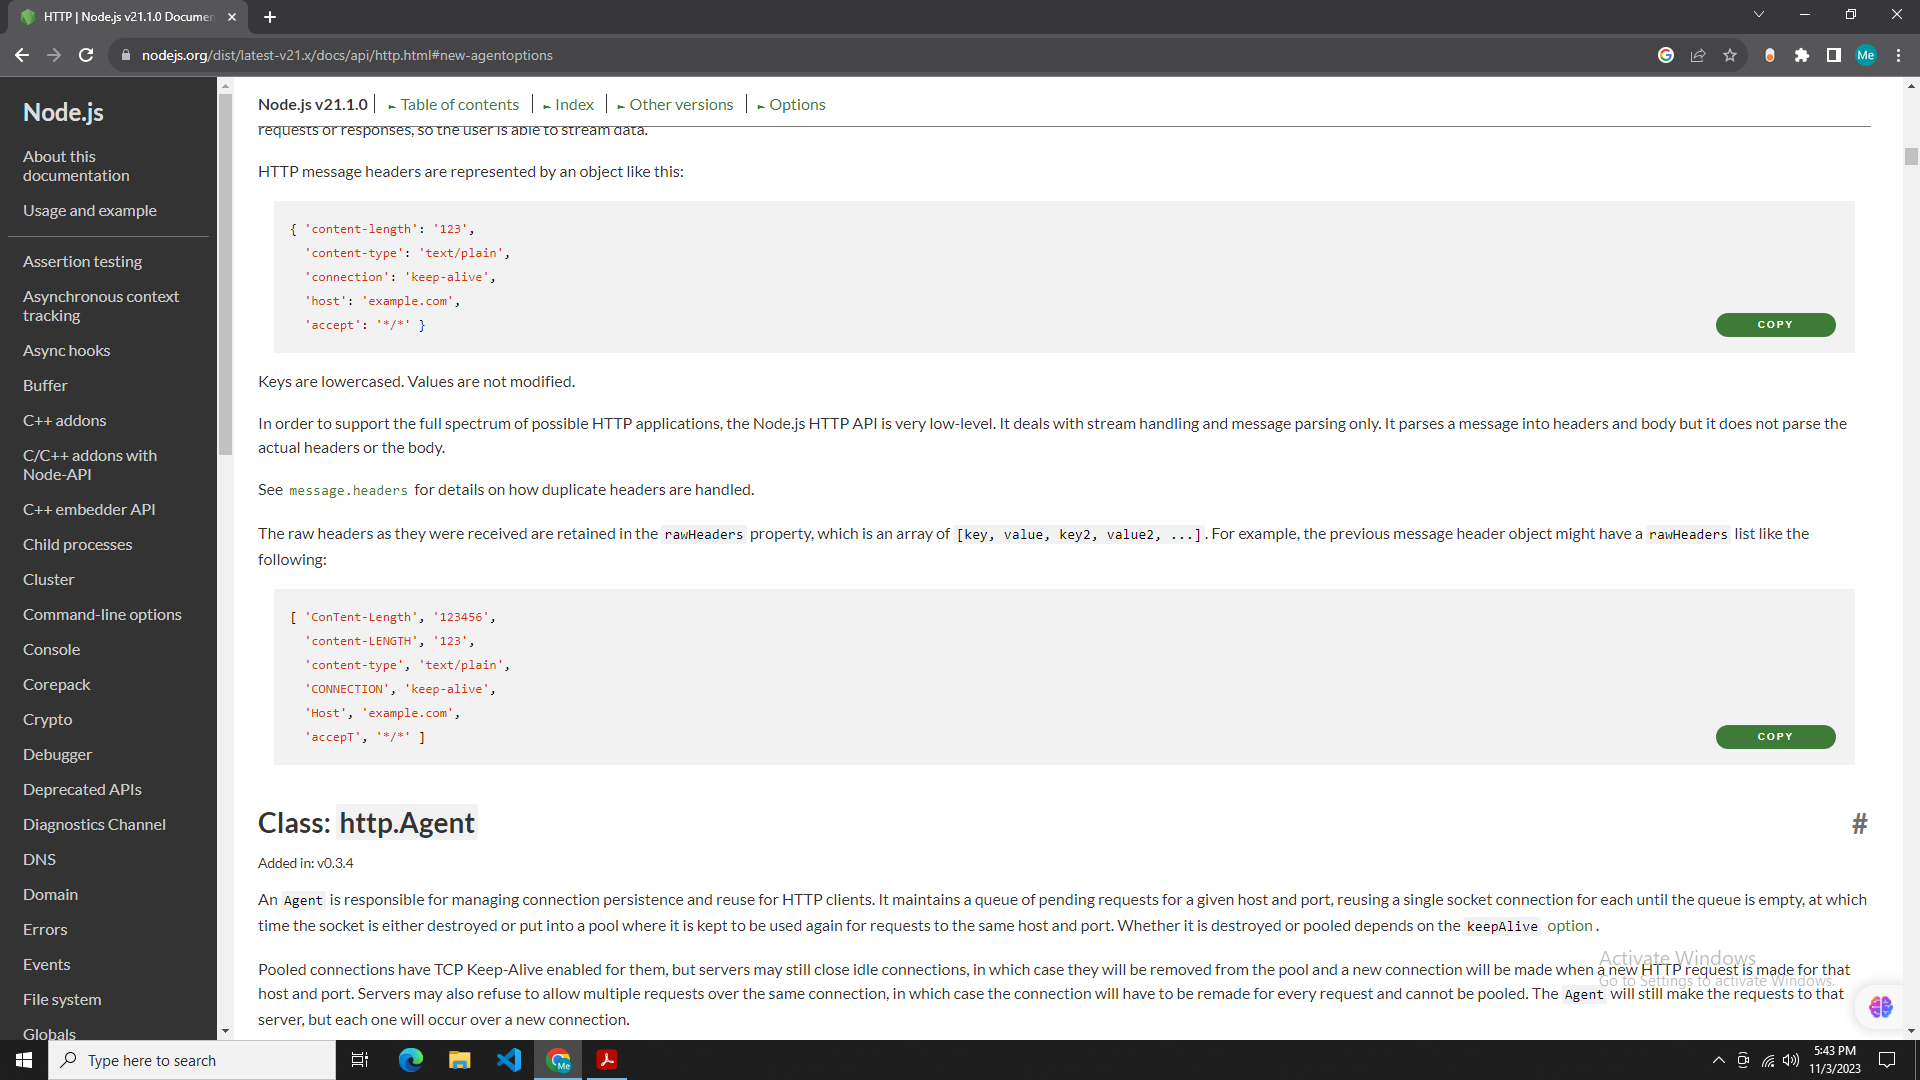 HTTP | Node.js v21.1.0 Documen
nodejs.org/dist/latest-v21.x/docs/api/http.html#new-agentoptions
Me
Node.js
About this
documentation
Usage and example
Assertion testing
Asynchronous context
tracking
Async hooks
Buffer
C++ addons
C/C++ addons with
Node-API
C++ embedder API
Child processes
Cluster
Command-line options
Console
Corepack
Crypto
Debugger
Deprecated APIs
Diagnostics Channel
DNS
Domain
Errors
Events
File system
Globals
Node.js v21.1.0 | ► Table of contents | ► Index | ► Other versions | ► Options
requests or responses, so the user is able to stream data.
HTTP message headers are represented by an object like this:
{ 'content-length': '123',
  'content-type': 'text/plain',
  'connection': 'keep-alive',
  'host': 'example.com',
  'accept': '*/*' }
COPY
Keys are lowercased. Values are not modified.
In order to support the full spectrum of possible HTTP applications, the Node.js HTTP API is very low-level. It deals with stream handling and message parsing only. It parses a message into headers and body but it does not parse the
actual headers or the body.
See message.headers for details on how duplicate headers are handled.
The raw headers as they were received are retained in the rawHeaders property, which is an array of [key, value, key2, value2, ...]. For example, the previous message header object might have a rawHeaders list like the
following:
[ 'ConTent-Length', '123456',
  'content-LENGTH', '123',
  'content-type', 'text/plain',
  'CONNECTION', 'keep-alive',
  'Host', 'example.com',
  'accepT', '*/*' ]
COPY
Class: http.Agent
#
Added in: v0.3.4
An Agent is responsible for managing connection persistence and reuse for HTTP clients. It maintains a queue of pending requests for a given host and port, reusing a single socket connection for each until the queue is empty, at which
time the socket is either destroyed or put into a pool where it is kept to be used again for requests to the same host and port. Whether it is destroyed or pooled depends on the keepAlive option.
Pooled connections have TCP Keep-Alive enabled for them, but servers may still close idle connections, in which case they will be removed from the pool and a new connection will be made when a new HTTP request is made for that
host and port. Servers may also refuse to allow multiple requests over the same connection, in which case the connection will have to be remade for every request and cannot be pooled. The Agent will still make the requests to that
server, but each one will occur over a new connection.
Activate Windows
Go to Settings to activate Windows.
Type here to search
Me
5:43 PM
11/3/2023